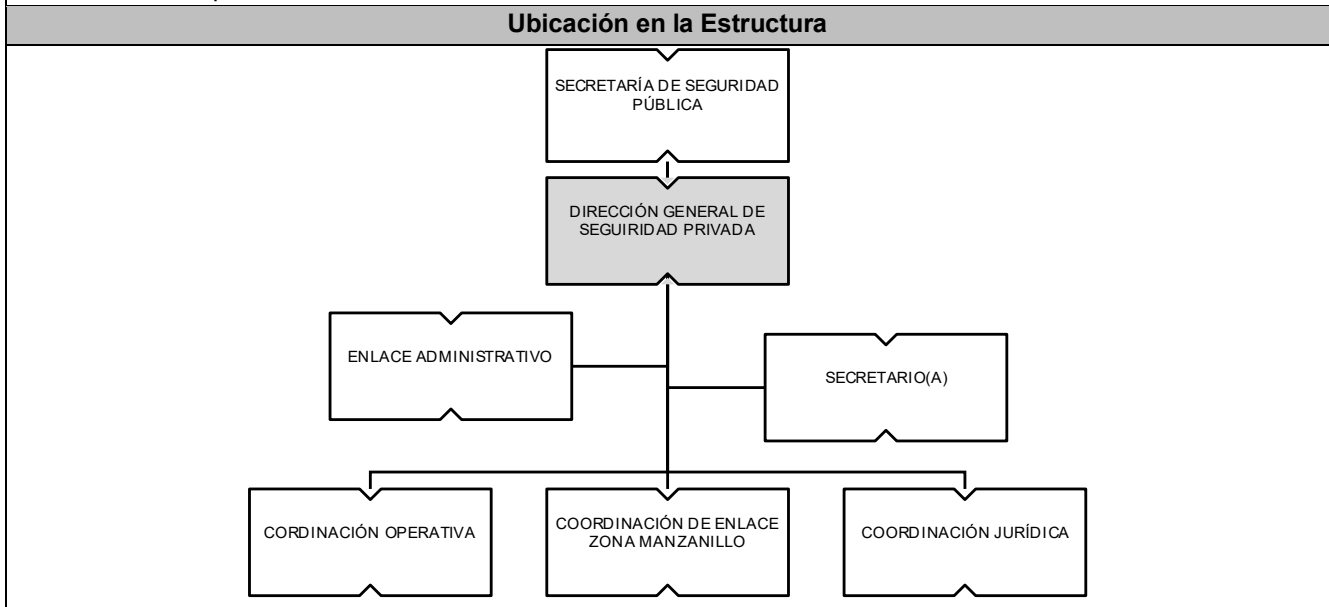 Ubicación en la Estructura
SECRETARÍA DE SEGURIDAD
PÚBLICA
DIRECCIÓN GENERAL DE
SEGUIRIDAD PRIVADA
ENLACE ADMINISTRATIVO
SECRETARIO(A)
CORDINACIÓN OPERATIVA
COORDINACIÓN DE ENLACE
ZONA MANZANILLO
COORDINACIÓN JURÍDICA